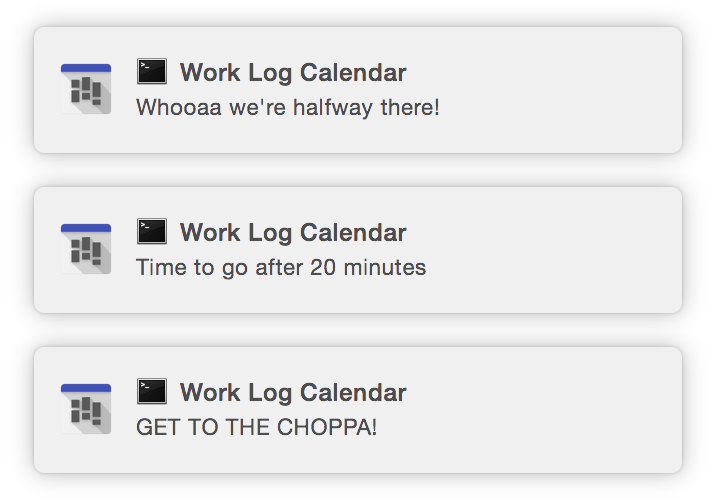 Work Log Calendar
Whooaa we're halfway there!
Work Log Calendar
Time to go after 20 minutes
Work Log Calendar
GET TO THE CHOPPA!